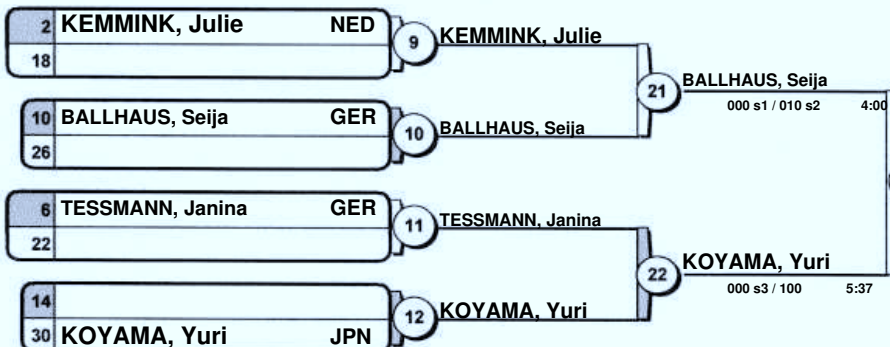 2 KEMMINK, Julie NED
18
9 KEMMINK, Julie
10 BALLHAUS, Seija GER
26
10 BALLHAUS, Seija
21 BALLHAUS, Seija
000 s1 / 010 s2 4:00
6 TESSMANN, Janina GER
22
11 TESSMANN, Janina
14
30 KOYAMA, Yuri JPN
12 KOYAMA, Yuri
22 KOYAMA, Yuri
000 s3 / 100 5:37